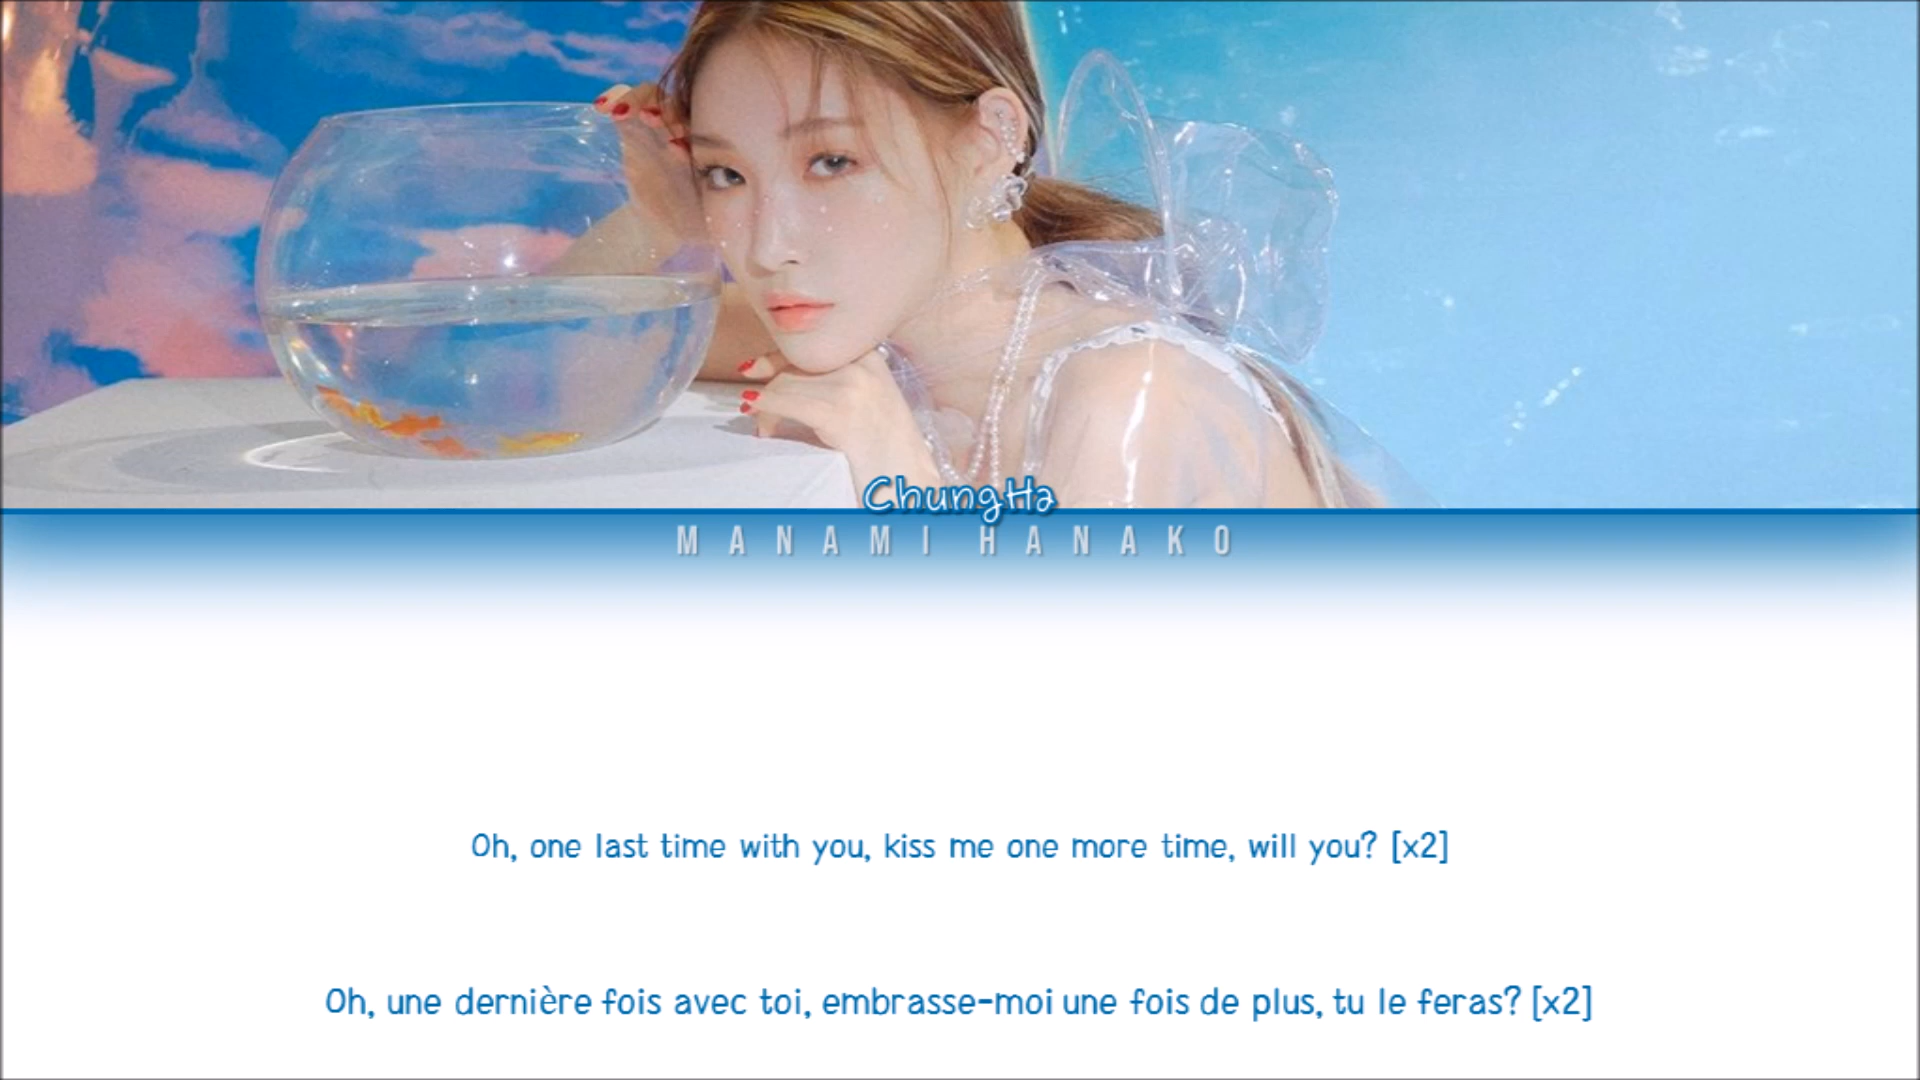 ChungHa
MANAMI HANAKO
Oh, one last time with you, kiss me one more time, will you? [x2]
Oh, une dernière fois avec toi, embrasse-moi une fois de plus, tu le feras? [x2]